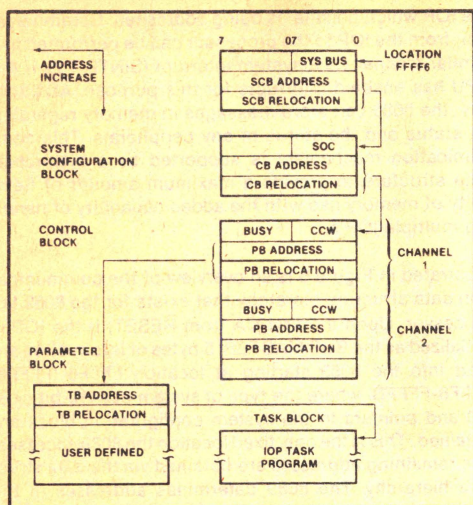 7 07 0
ADDRESS INCREASE
SYS BUS
LOCATION FFFF6
SCB ADDRESS
SCB RELOCATION
SYSTEM CONFIGURATION BLOCK
SOC
CB ADDRESS
CB RELOCATION
CONTROL BLOCK
BUSY CCW
PB ADDRESS
PB RELOCATION
CHANNEL 1
BUSY CCW
PB ADDRESS
PB RELOCATION
CHANNEL 2
PARAMETER BLOCK
TB ADDRESS
TB RELOCATION
USER DEFINED
TASK BLOCK
IOP TASK PROGRAM